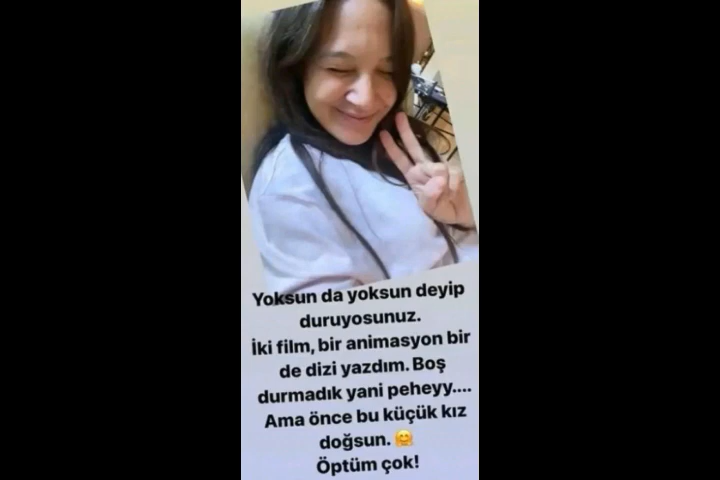 Yoksun da yoksun deyip
duruyosunuz.
İki film, bir animasyon bir
de dizi yazdım. Boş
durmadık yani peheyy....
Ama önce bu küçük kız
doğsun. 🤗
Öptüm çok!